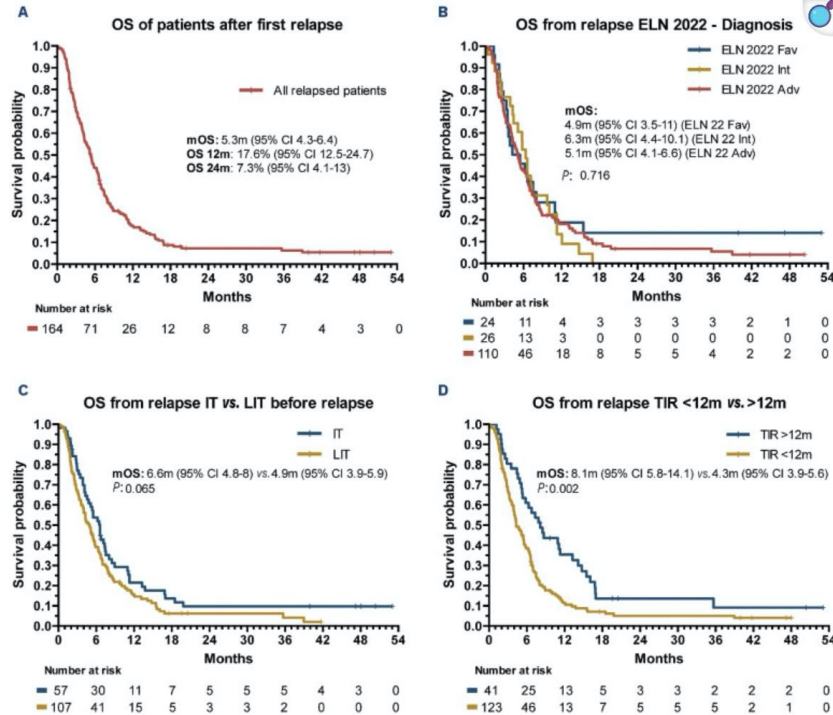 A
OS of patients after first relapse
1.0
0.9
0.8
0.7
0.6
0.5
0.4
0.3
0.2
0.1
0.0
Survival probability
All relapsed patients
mOS: 5.3m (95% CI 4.3-6.4)
OS 12m: 17.6% (95% CI 12.5-24.7)
OS 24m: 7.3% (95% CI 4.1-13)
0 6 12 18 24 30 36 42 48 54
Months
Number at risk
164 71 26 12 8 8 7 4 3 0
B
OS from relapse ELN 2022 - Diagnosis
1.0
0.9
0.8
0.7
0.6
0.5
0.4
0.3
0.2
0.1
0.0
Survival probability
ELN 2022 Fav
ELN 2022 Int
ELN 2022 Adv
mOS:
4.9m (95% CI 3.5-11) (ELN 22 Fav)
6.3m (95% CI 4.4-10.1) (ELN 22 Int)
5.1m (95% CI 4.1-6.6) (ELN 22 Adv)
P: 0.716
0 6 12 18 24 30 36 42 48 54
Months
Number at risk
24 11 4 3 3 3 3 2 1 0
26 13 3 0 0 0 0 0 0 0
110 46 18 8 5 5 4 2 2 0
C
OS from relapse IT vs. LIT before relapse
1.0
0.9
0.8
0.7
0.6
0.5
0.4
0.3
0.2
0.1
0.0
Survival probability
IT
LIT
mOS: 6.6m (95% CI 4.8-8) vs. 4.9m (95% CI 3.9-5.9)
P: 0.065
0 6 12 18 24 30 36 42 48 54
Months
Number at risk
57 30 11 7 5 5 5 4 3 0
107 41 15 5 3 3 2 0 0 0
D
OS from relapse TIR <12m vs. >12m
1.0
0.9
0.8
0.7
0.6
0.5
0.4
0.3
0.2
0.1
0.0
Survival probability
TIR >12m
TIR <12m
mOS: 8.1m (95% CI 5.8-14.1) vs. 4.3m (95% CI 3.9-5.6)
P: 0.002
0 6 12 18 24 30 36 42 48 54
Months
Number at risk
41 25 13 5 3 3 2 2 2 0
123 46 13 7 5 5 5 2 1 0